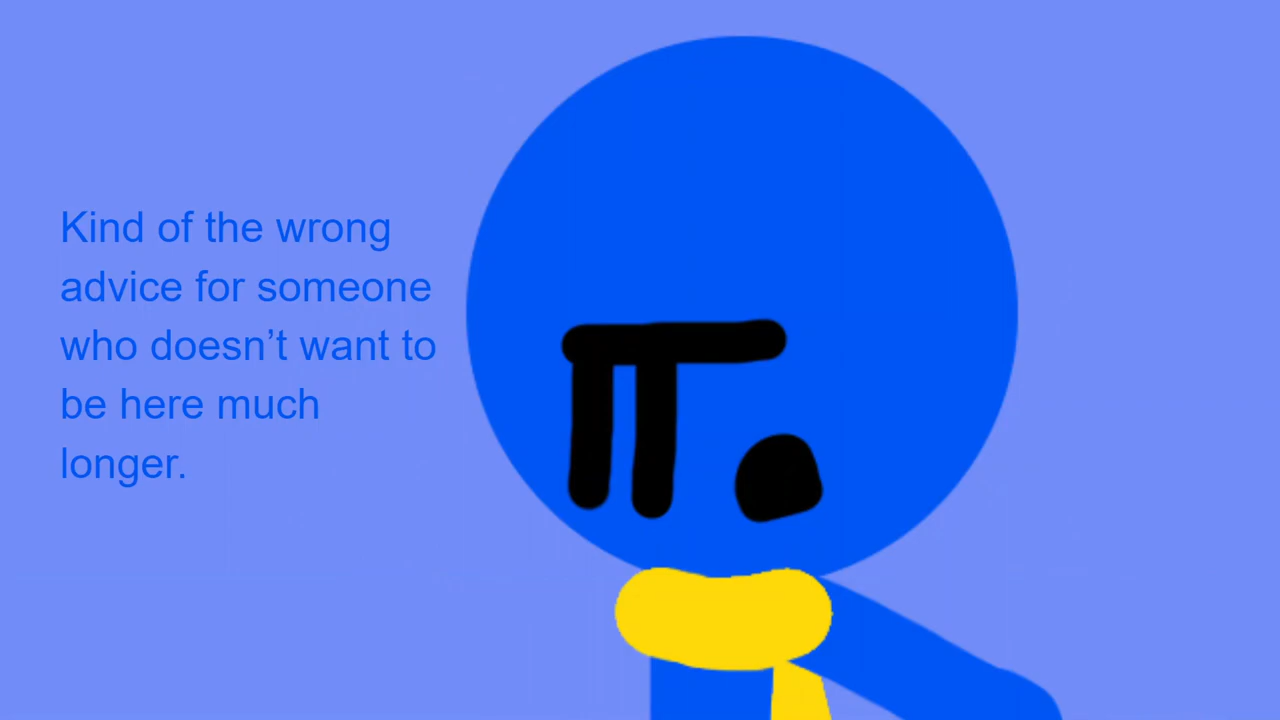 Kind of the wrong
advice for someone
who doesn’t want to
be here much
longer.